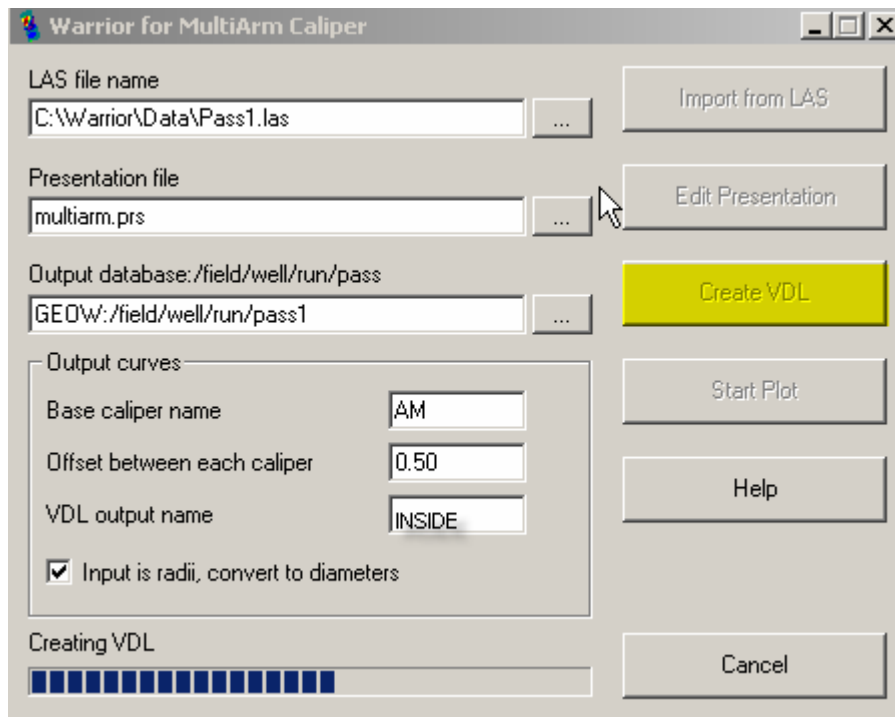 Warrior for MultiArm Caliper
LAS file name
C:\Warrior\Data\Pass1.las
...
Import from LAS
Presentation file
multiarm.prs
...
Edit Presentation
Output database:/field/well/run/pass
GEOW:/field/well/run/pass1
...
Create VDL
Output curves
Base caliper name
AM
Offset between each caliper
0.50
VDL output name
INSIDE
Input is radii, convert to diameters
Start Plot
Help
Creating VDL
Cancel